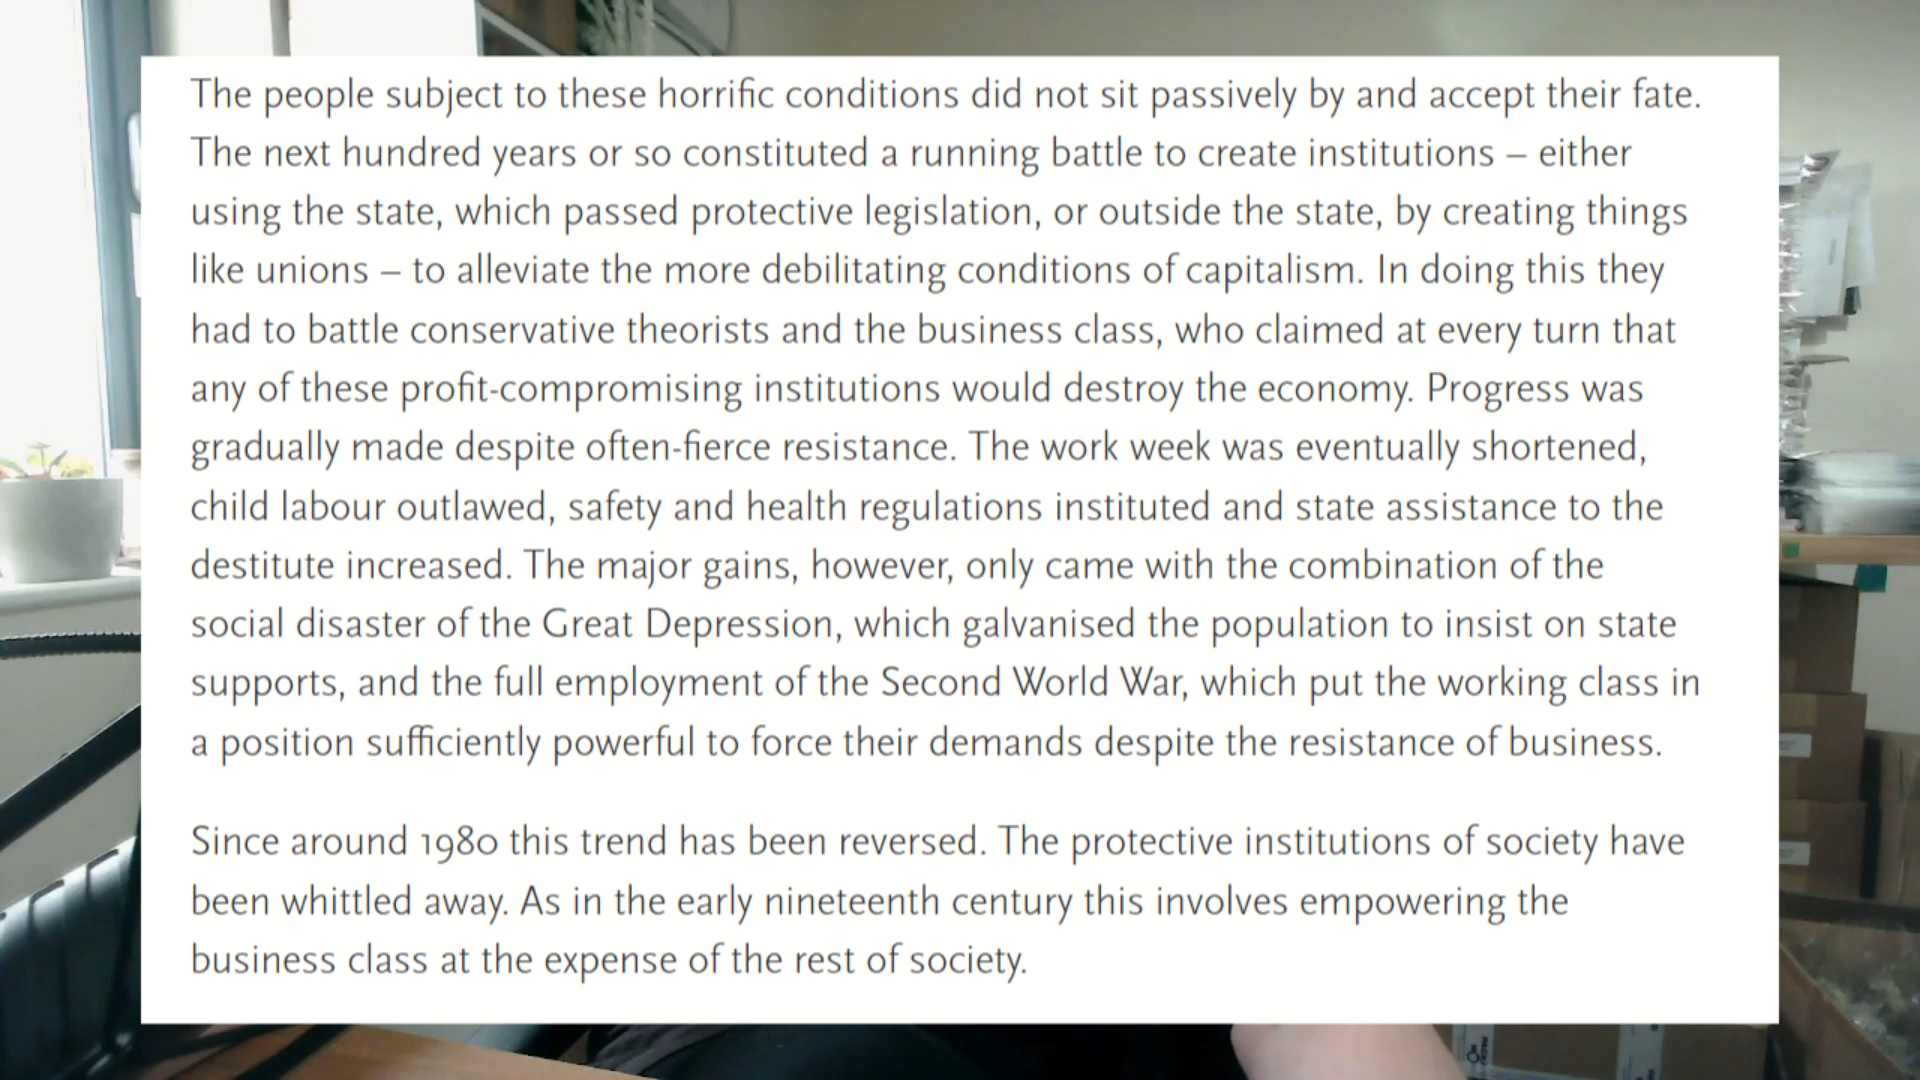 The people subject to these horrific conditions did not sit passively by and accept their fate.
The next hundred years or so constituted a running battle to create institutions – either
using the state, which passed protective legislation, or outside the state, by creating things
like unions – to alleviate the more debilitating conditions of capitalism. In doing this they
had to battle conservative theorists and the business class, who claimed at every turn that
any of these profit-compromising institutions would destroy the economy. Progress was
gradually made despite often-fierce resistance. The work week was eventually shortened,
child labour outlawed, safety and health regulations instituted and state assistance to the
destitute increased. The major gains, however, only came with the combination of the
social disaster of the Great Depression, which galvanised the population to insist on state
supports, and the full employment of the Second World War, which put the working class in
a position sufficiently powerful to force their demands despite the resistance of business.
Since around 1980 this trend has been reversed. The protective institutions of society have
been whittled away. As in the early nineteenth century this involves empowering the
business class at the expense of the rest of society.